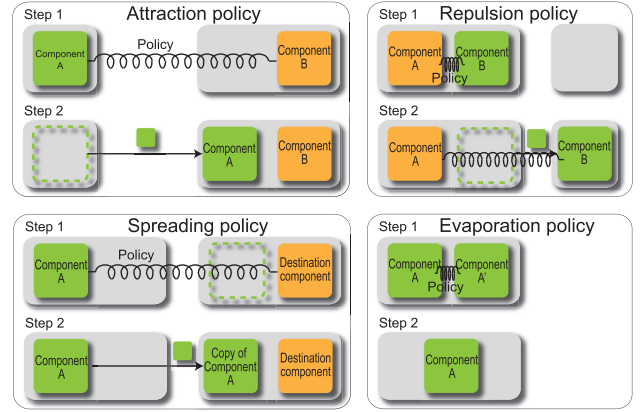 Attraction policy
Step 1
Component
A
Policy
Component
B
Step 2
Component
A
Component
B
Repulsion policy
Step 1
Component
A
Policy
Component
B
Step 2
Component
A
Component
B
Spreading policy
Step 1
Component
A
Policy
Destination
component
Step 2
Component
A
Copy of
Component
A
Destination
component
Evaporation policy
Step 1
Component
A
Policy
Component
A'
Step 2
Component
A